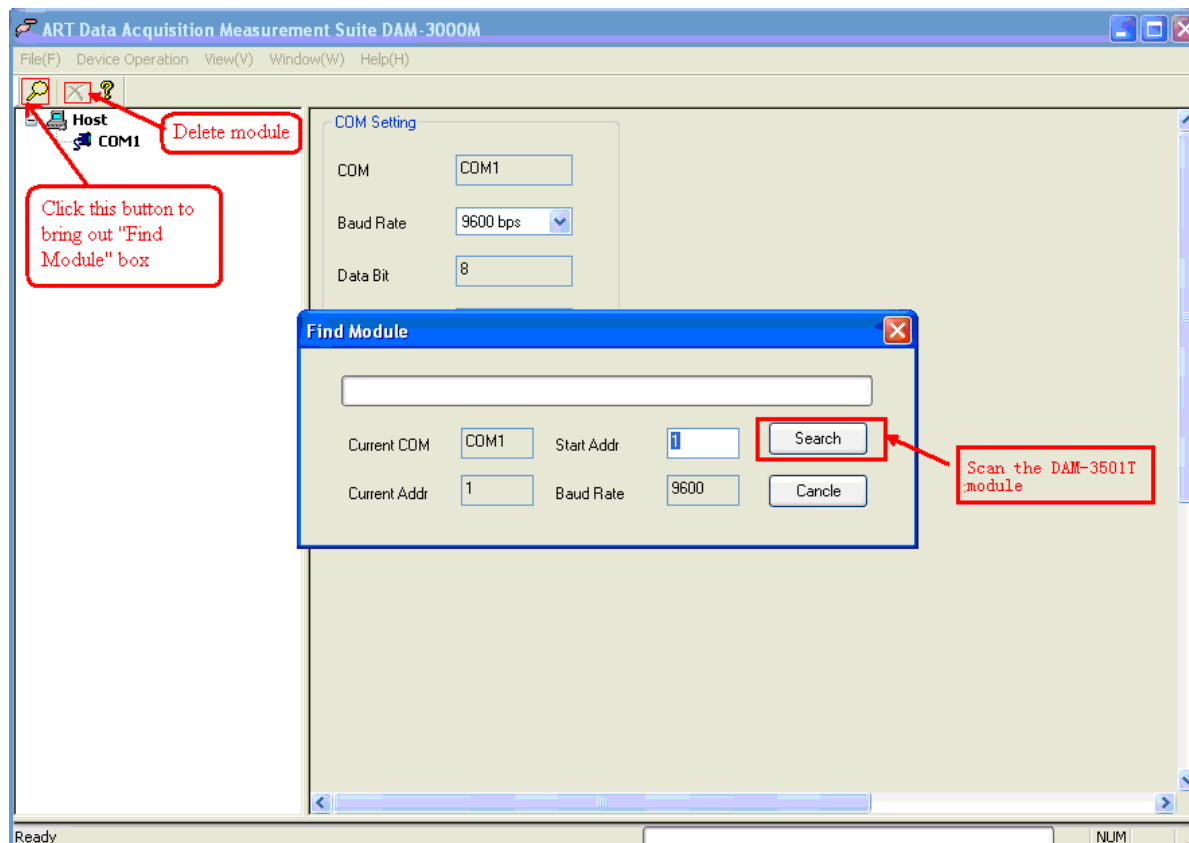 ART Data Acquisition Measurement Suite DAM-3000M
File(F) Device Operation View(V) Window(W) Help(H)
Host
COM1
Delete module
Click this button to
bring out "Find
Module" box
COM Setting
COM COM1
Baud Rate 9600 bps
Data Bit 8
Find Module
Current COM COM1 Start Addr 1 Search
Current Addr 1 Baud Rate 9600 Cancle
Scan the DAM-3501T
module
Ready NUM